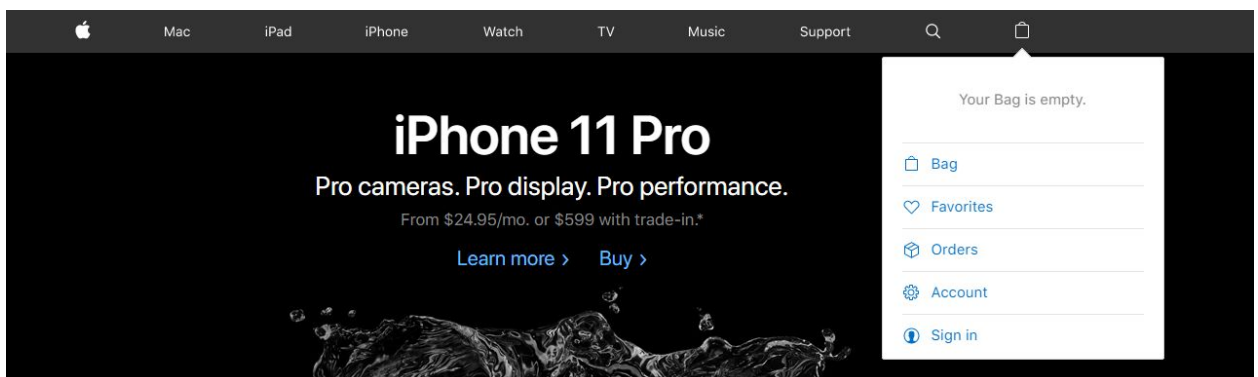 Mac iPad iPhone Watch TV Music Support
iPhone 11 Pro
Pro cameras. Pro display. Pro performance.
From $24.95/mo. or $599 with trade-in.*
Learn more > Buy >
Your Bag is empty.
Bag
Favorites
Orders
Account
Sign in